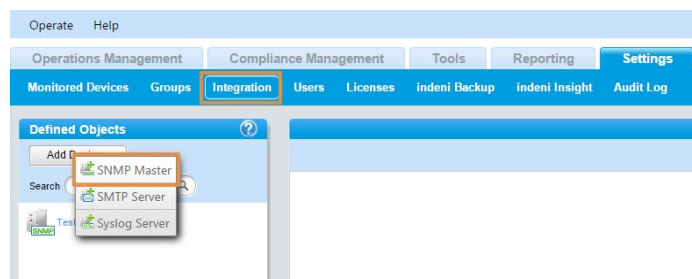 Operate Help
Operations Management Compliance Management Tools Reporting Settings
Monitored Devices Groups Integration Users Licenses indeni Backup indeni Insight Audit Log
Defined Objects ?
Add
SNMP Master
Search
SMTP Server
SNMP Test Syslog Server